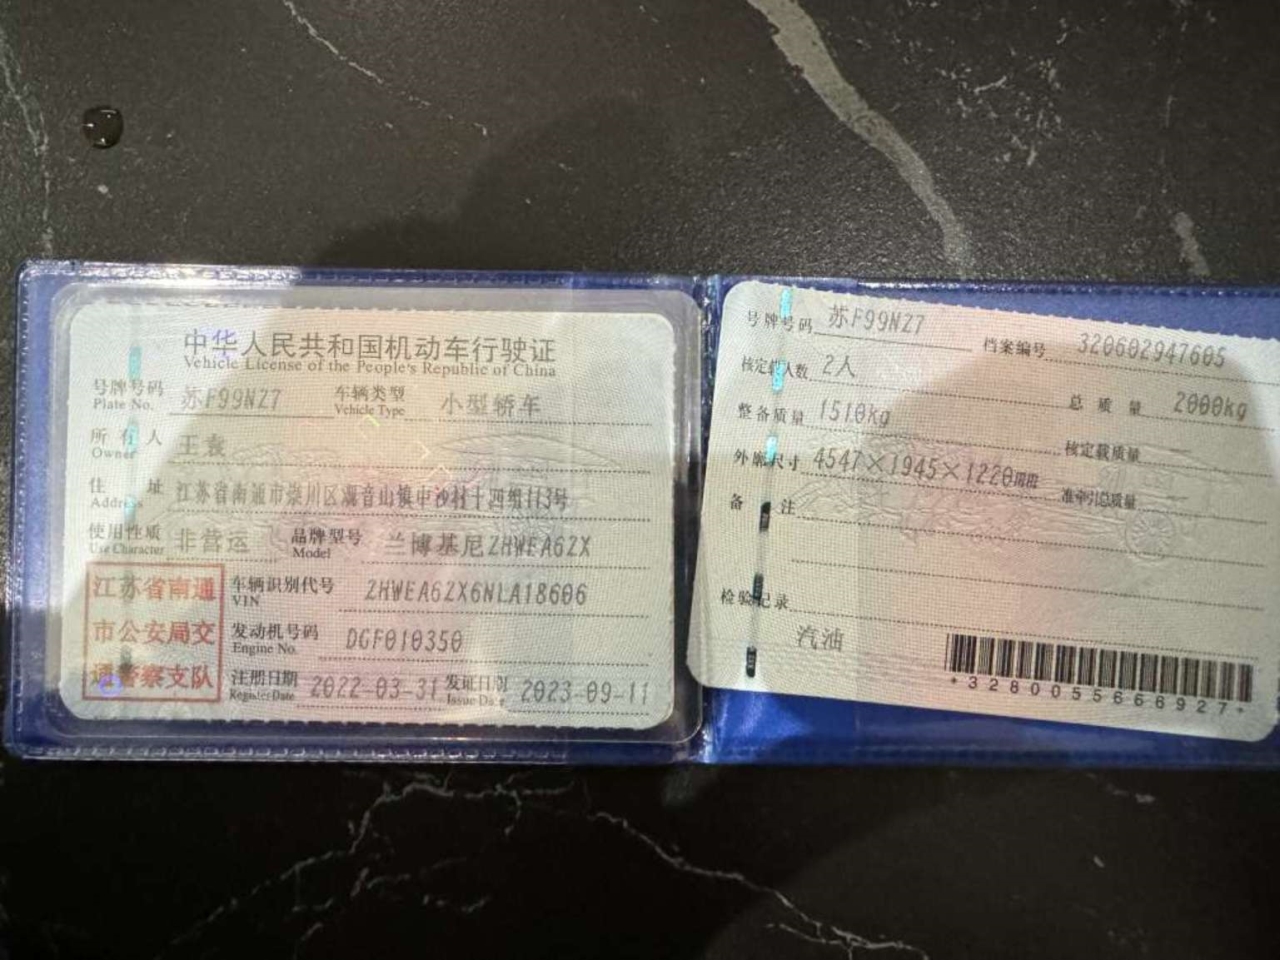 中华人民共和国机动车行驶证
Vehicle License of the People's Republic of China
号牌号码 苏F99NZ7 车辆类型 小型轿车
Plate No. Vehicle Type
所有人 王袁
Owner
住址 江苏省南通市崇川区观音山镇中沙村十四组113号
Address
使用性质 非营运 品牌型号 兰博基尼ZHWEA6ZX
Use Character Model
江苏省南通
市公安局交
通警察支队
车辆识别代号 ZHWEA6ZX6NLA18606
VIN
发动机号码 DGF010350
Engine No.
注册日期 2022-03-31 发证日期 2023-09-11
Register Date Issue Date
号牌号码 苏F99NZ7 档案编号 320602947605
核定载人数 2人 总质量 2000kg
整备质量 1510kg 核定载质量
外廓尺寸 4547×1945×1220mm 准牵引总质量
备注
检验记录
汽油
*3280055666927*